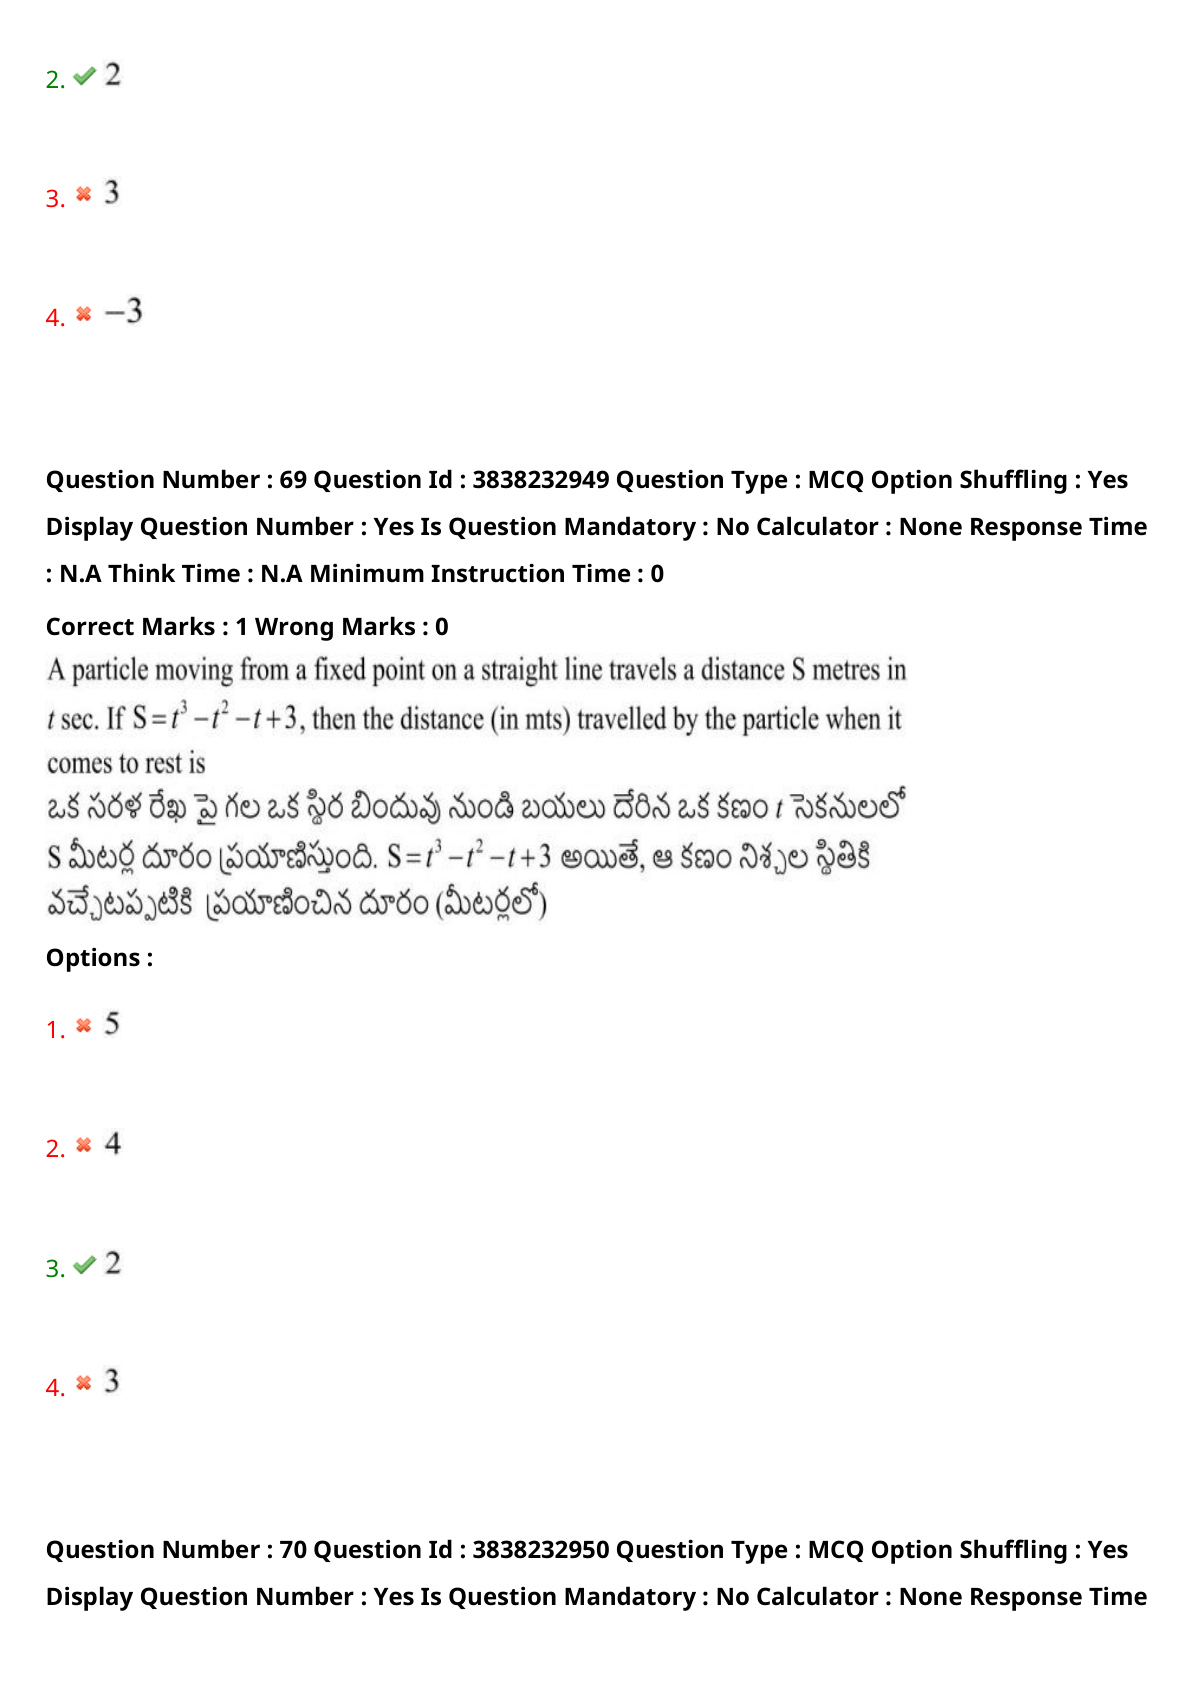 2. 2
3. 3
4. −3
Question Number : 69 Question Id : 3838232949 Question Type : MCQ Option Shuffling : Yes
Display Question Number : Yes Is Question Mandatory : No Calculator : None Response Time
: N.A Think Time : N.A Minimum Instruction Time : 0
Correct Marks : 1 Wrong Marks : 0
A particle moving from a fixed point on a straight line travels a distance S metres in
t sec. If S = t³ − t² − t + 3, then the distance (in mts) travelled by the particle when it
comes to rest is
ఒక సరళ రేఖ పై గల ఒక స్థిర బిందువు నుండి బయలు దేరిన ఒక కణం t సెకనులలో
S మీటర్ల దూరం ప్రయాణిస్తుంది. S = t³ − t² − t + 3 అయితే, ఆ కణం నిశ్చల స్థితికి
వచ్చేటప్పటికి ప్రయాణించిన దూరం (మీటర్లలో)
Options :
1. 5
2. 4
3. 2
4. 3
Question Number : 70 Question Id : 3838232950 Question Type : MCQ Option Shuffling : Yes
Display Question Number : Yes Is Question Mandatory : No Calculator : None Response Time